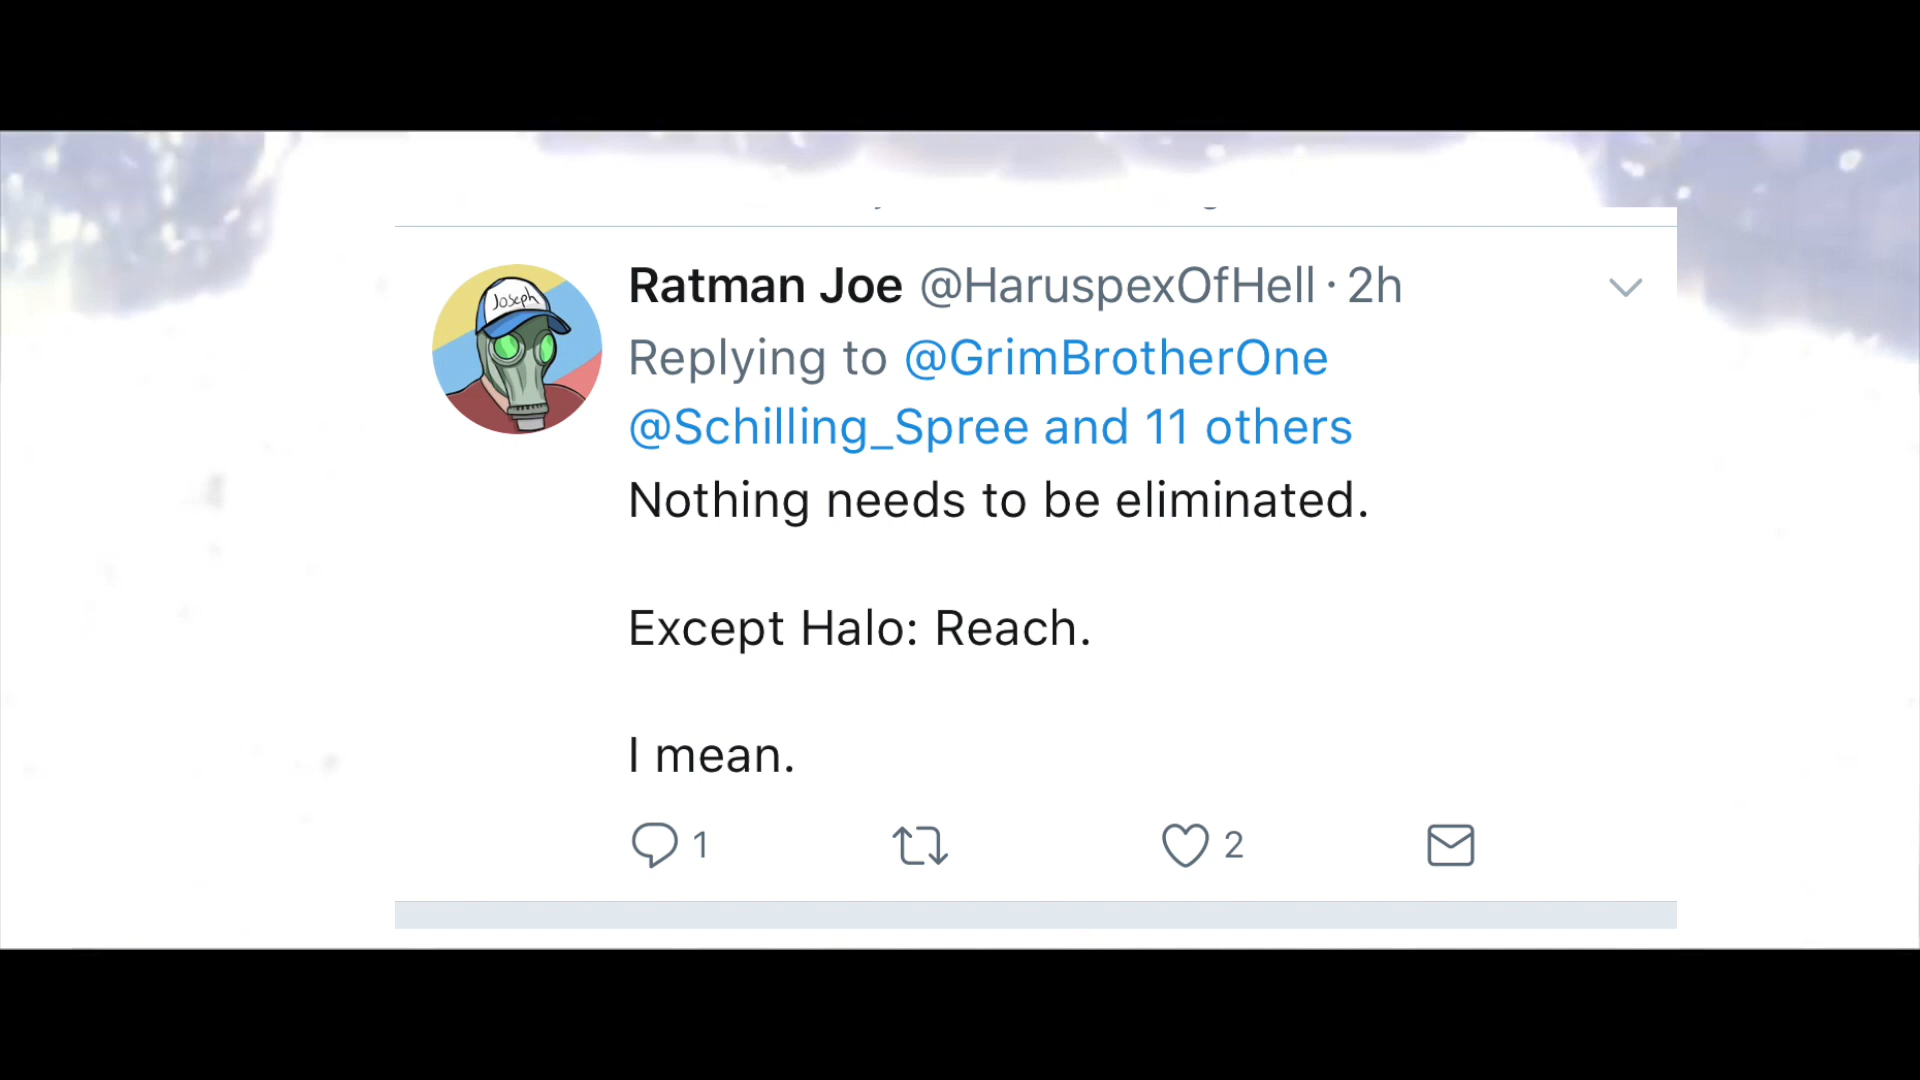 Joseph
Ratman Joe @HaruspexOfHell · 2h
Replying to @GrimBrotherOne
@Schilling_Spree and 11 others
Nothing needs to be eliminated.
Except Halo: Reach.
I mean.
1 2